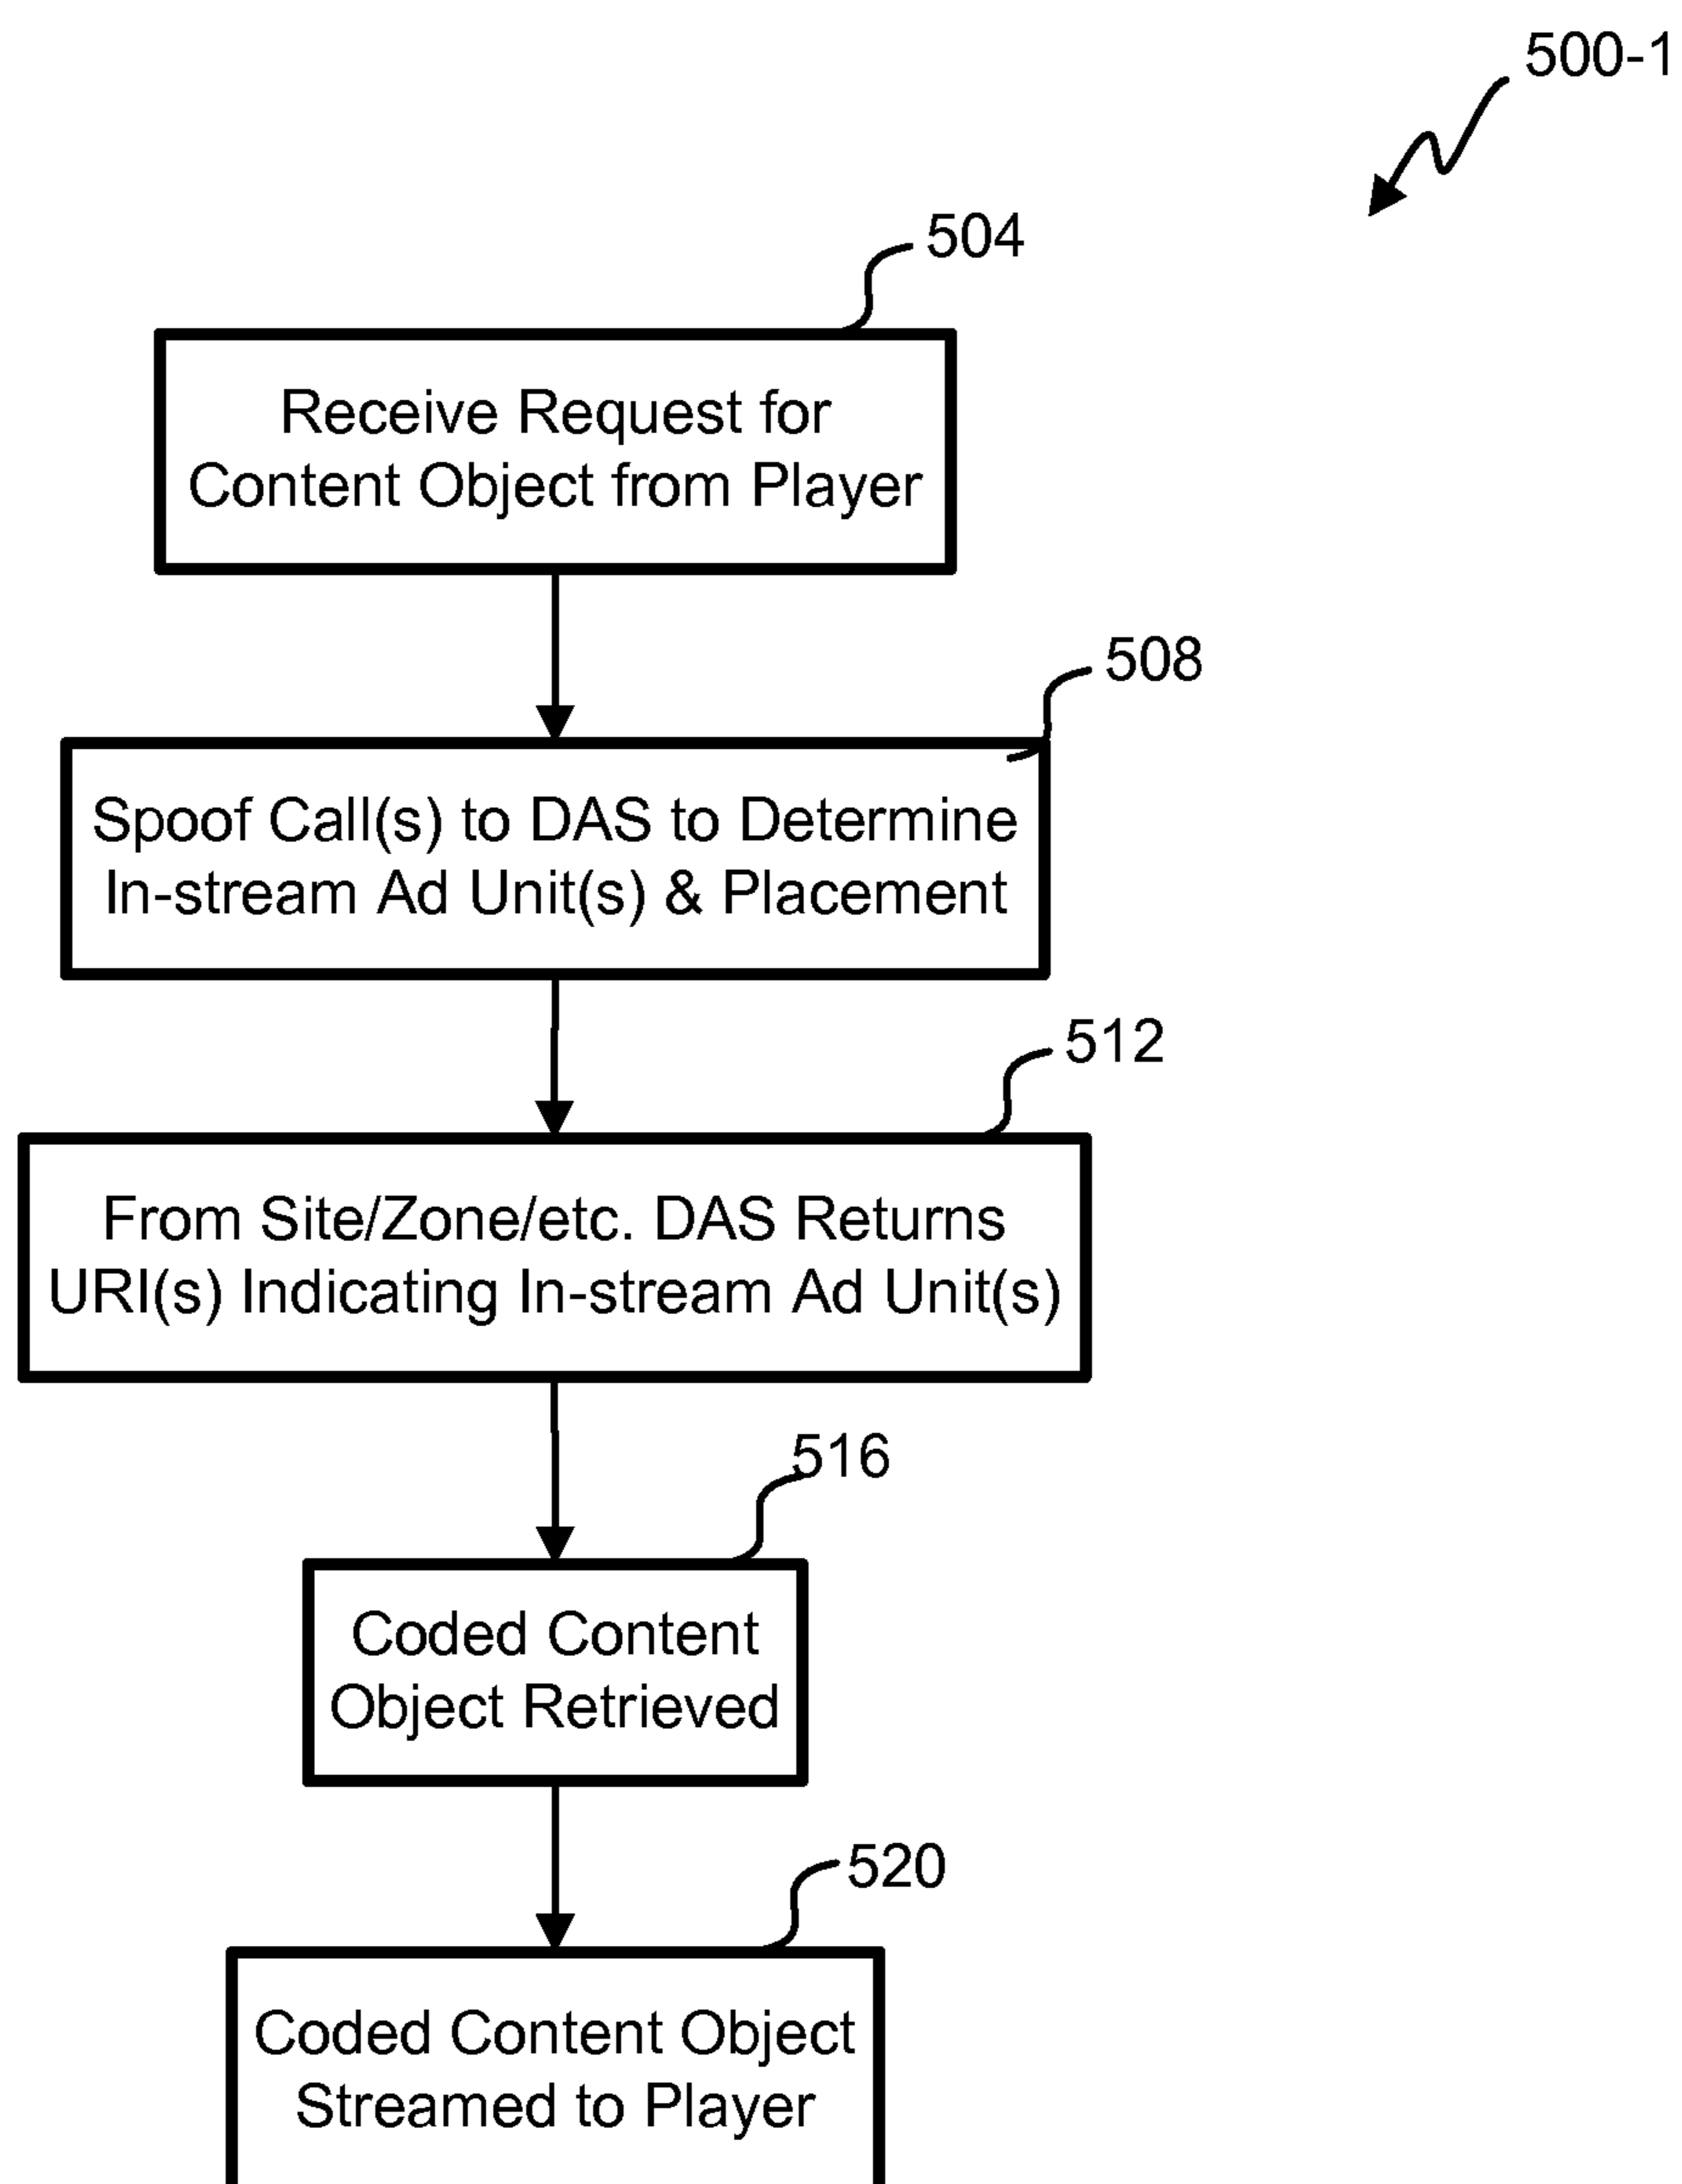 500-1
504
Receive Request for
Content Object from Player
508
Spoof Call(s) to DAS to Determine
In-stream Ad Unit(s) & Placement
512
From Site/Zone/etc. DAS Returns
URI(s) Indicating In-stream Ad Unit(s)
516
Coded Content
Object Retrieved
520
Coded Content Object
Streamed to Player